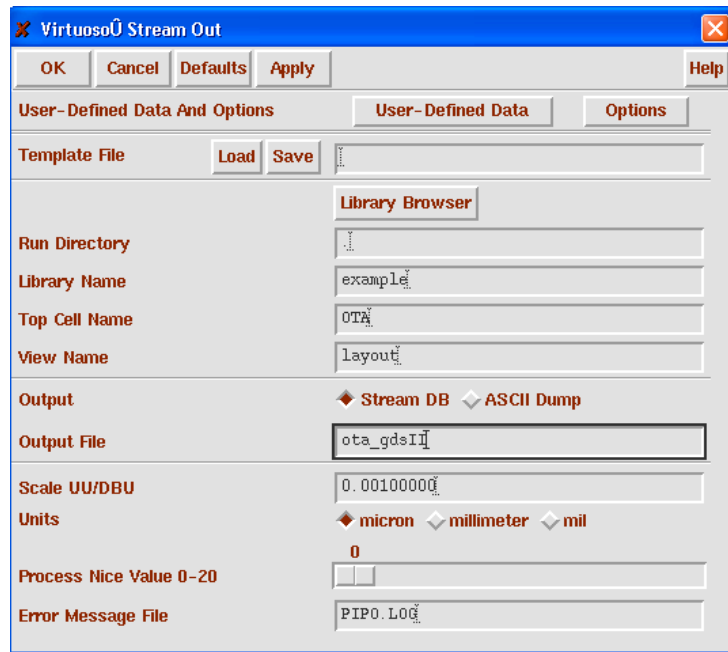 VirtuosoÛ Stream Out
OK Cancel Defaults Apply Help
User-Defined Data And Options User-Defined Data Options
Template File Load Save
Library Browser
Run Directory .
Library Name example
Top Cell Name OTA
View Name layout
Output Stream DB ASCII Dump
Output File ota_gdsII
Scale UU/DBU 0.00100000
Units micron millimeter mil
0
Process Nice Value 0-20
Error Message File PIPO.LOG